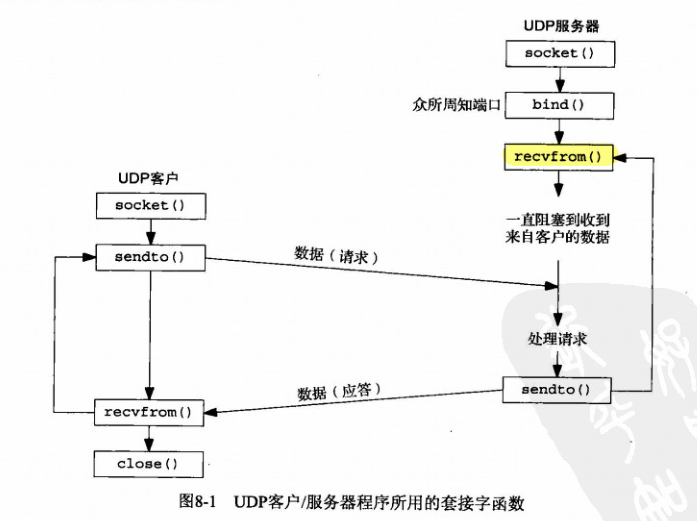 UDP服务器
socket()
众所周知端口
bind()
recvfrom()
UDP客户
socket()
一直阻塞到收到
来自客户的数据
sendto()
数据（请求）
处理请求
数据（应答）
sendto()
recvfrom()
close()
图8-1 UDP客户/服务器程序所用的套接字函数